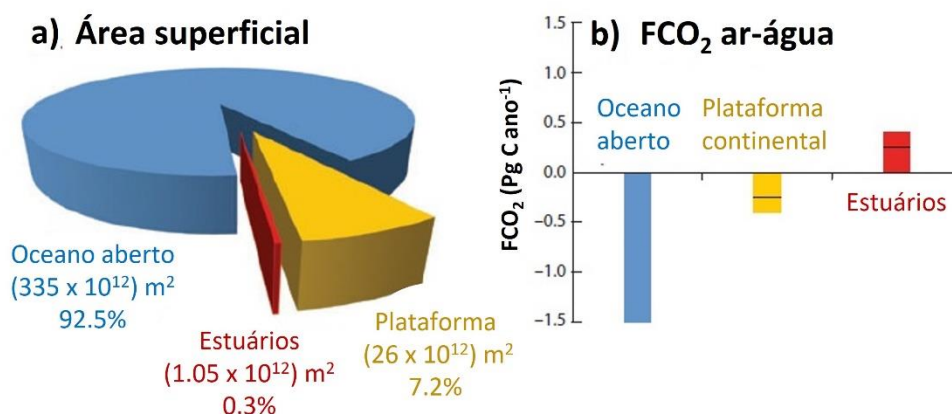 a) Área superficial
Oceano aberto
(335 x 10¹²) m²
92.5%
Estuários
(1.05 x 10¹²) m²
0.3%
Plataforma
(26 x 10¹²) m²
7.2%
b) FCO₂ ar-água
FCO₂ (Pg C ano⁻¹)
1.5
1.0
0.5
0.0
−0.5
−1.0
−1.5
Oceano
aberto
Plataforma
continental
Estuários